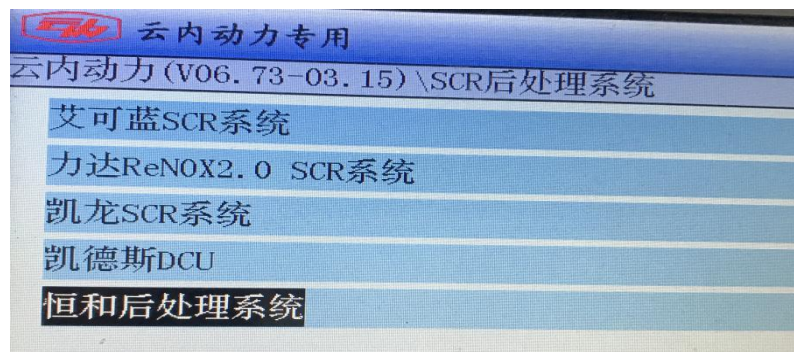 云内动力专用
云内动力(V06.73-03.15)\SCR后处理系统
艾可蓝SCR系统
力达ReNOX2.0 SCR系统
凯龙SCR系统
凯德斯DCU
恒和后处理系统